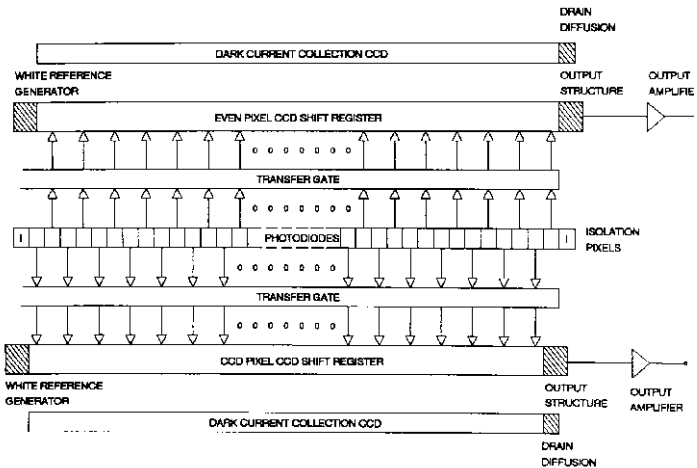 DRAIN
DIFFUSION
DARK CURRENT COLLECTION CCD
WHITE REFERENCE
GENERATOR
OUTPUT
STRUCTURE
OUTPUT
AMPLIFIER
EVEN PIXEL CCD SHIFT REGISTER
TRANSFER GATE
I
PHOTODIODES
I
ISOLATION
PIXELS
TRANSFER GATE
CCD PIXEL CCD SHIFT REGISTER
WHITE REFERENCE
GENERATOR
OUTPUT
STRUCTURE
OUTPUT
AMPLIFIER
DARK CURRENT COLLECTION CCD
DRAIN
DIFFUSION